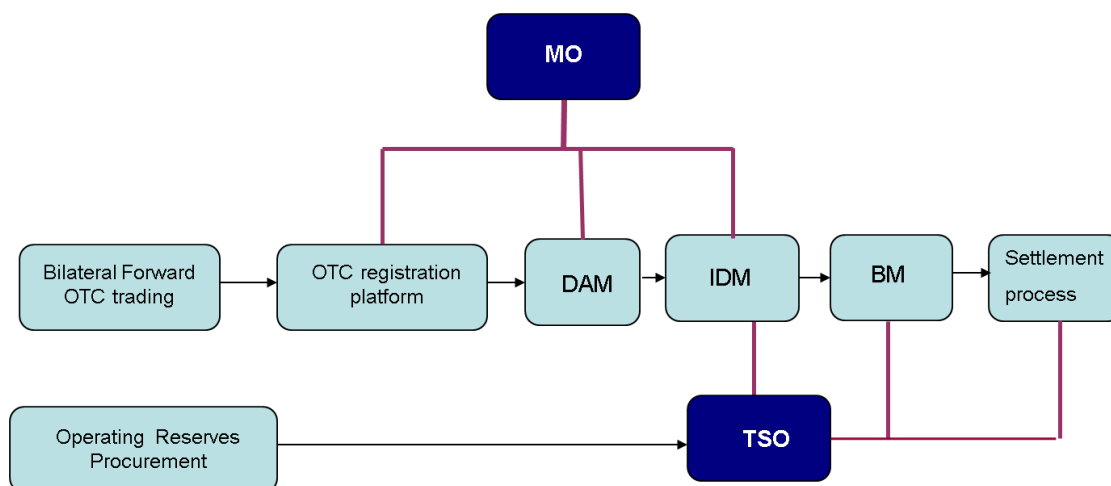 MO
Bilateral Forward
OTC trading
OTC registration
platform
DAM
IDM
BM
Settlement
process
Operating Reserves
Procurement
TSO